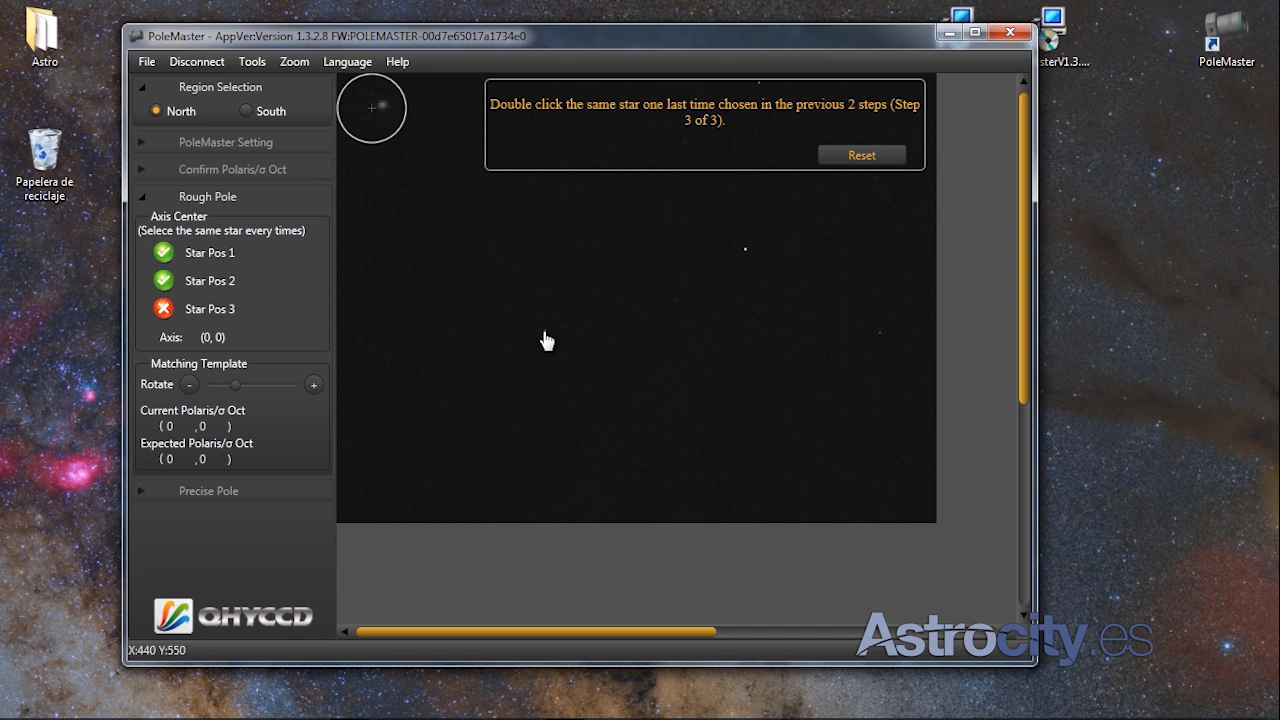 Astro
Papelera de
reciclaje
PoleMaster - AppVer:Version 1.3.2.8 FW:POLEMASTER-00d7e65017a1734e0
File Disconnect Tools Zoom Language Help
Region Selection
North South
PoleMaster Setting
Confirm Polaris/σ Oct
Rough Pole
Axis Center
(Selece the same star every times)
Star Pos 1
Star Pos 2
Star Pos 3
Axis: (0, 0)
Matching Template
Rotate - +
Current Polaris/σ Oct
( 0 , 0 )
Expected Polaris/σ Oct
( 0 , 0 )
Precise Pole
QHYCCD
X:440 Y:550
Double click the same star one last time chosen in the previous 2 steps (Step
3 of 3).
Reset
sterV1.3....
PoleMaster
Astrocity.es